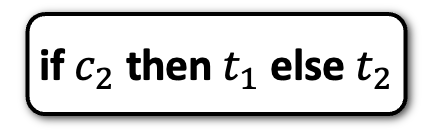 if c₂ then t₁ else t₂